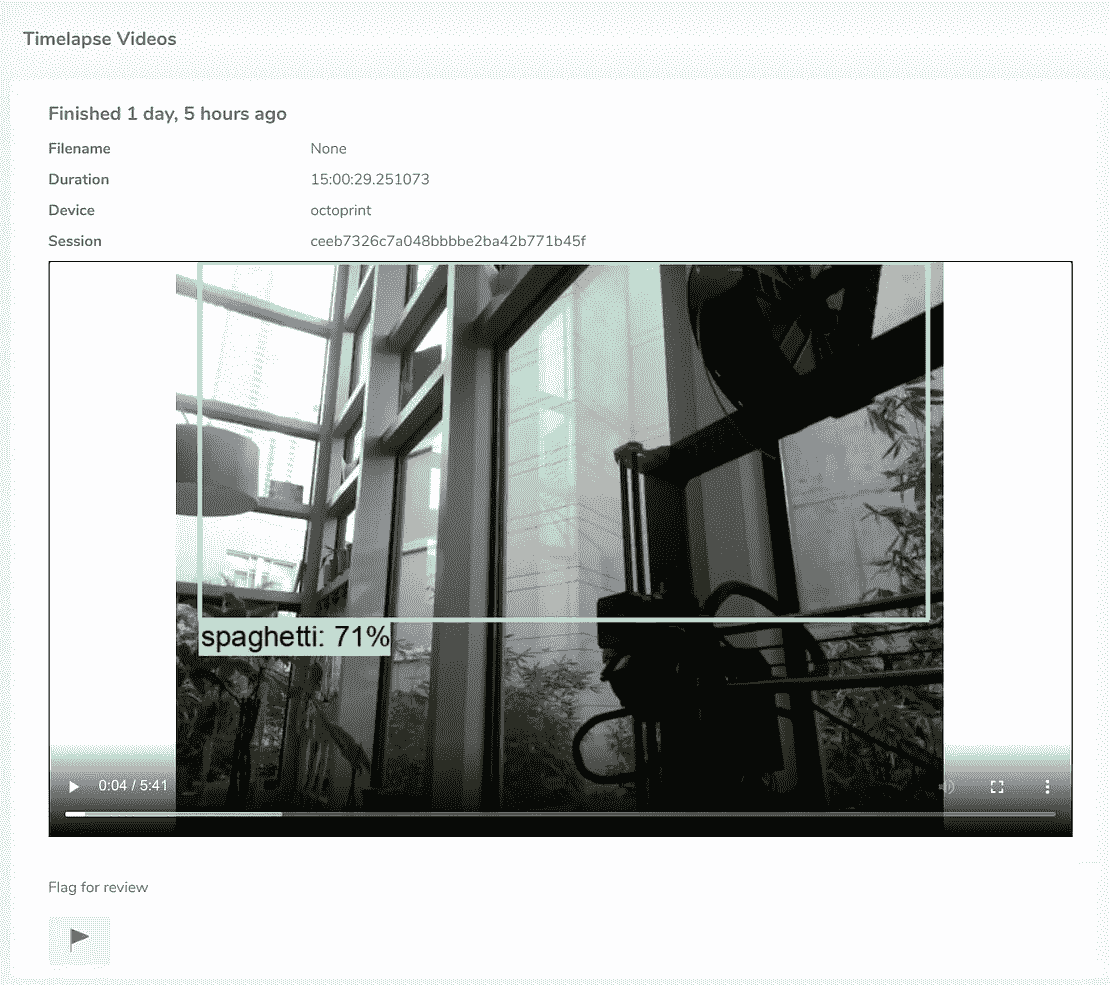 Timelapse Videos
Finished 1 day, 5 hours ago
Filename None
Duration 15:00:29.251073
Device octoprint
Session ceeb7326c7a048bbbbe2ba42b771b45f
spaghetti: 71%
0:04 / 5:41
Flag for review